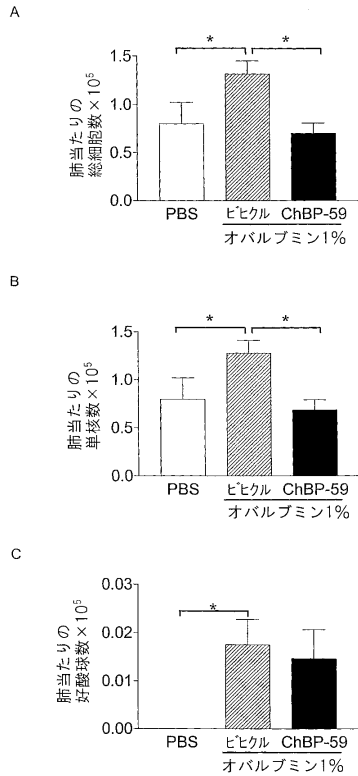 A
肺当たりの
総細胞数×10⁵
1.5
1.0
0.5
0.0
* *
PBS ビヒクル ChBP-59
オバルブミン1%
B
肺当たりの
単核数×10⁵
1.5
1.0
0.5
0.0
* *
PBS ビヒクル ChBP-59
オバルブミン1%
C
肺当たりの
好酸球数×10⁵
0.03
0.02
0.01
0.00
*
PBS ビヒクル ChBP-59
オバルブミン1%